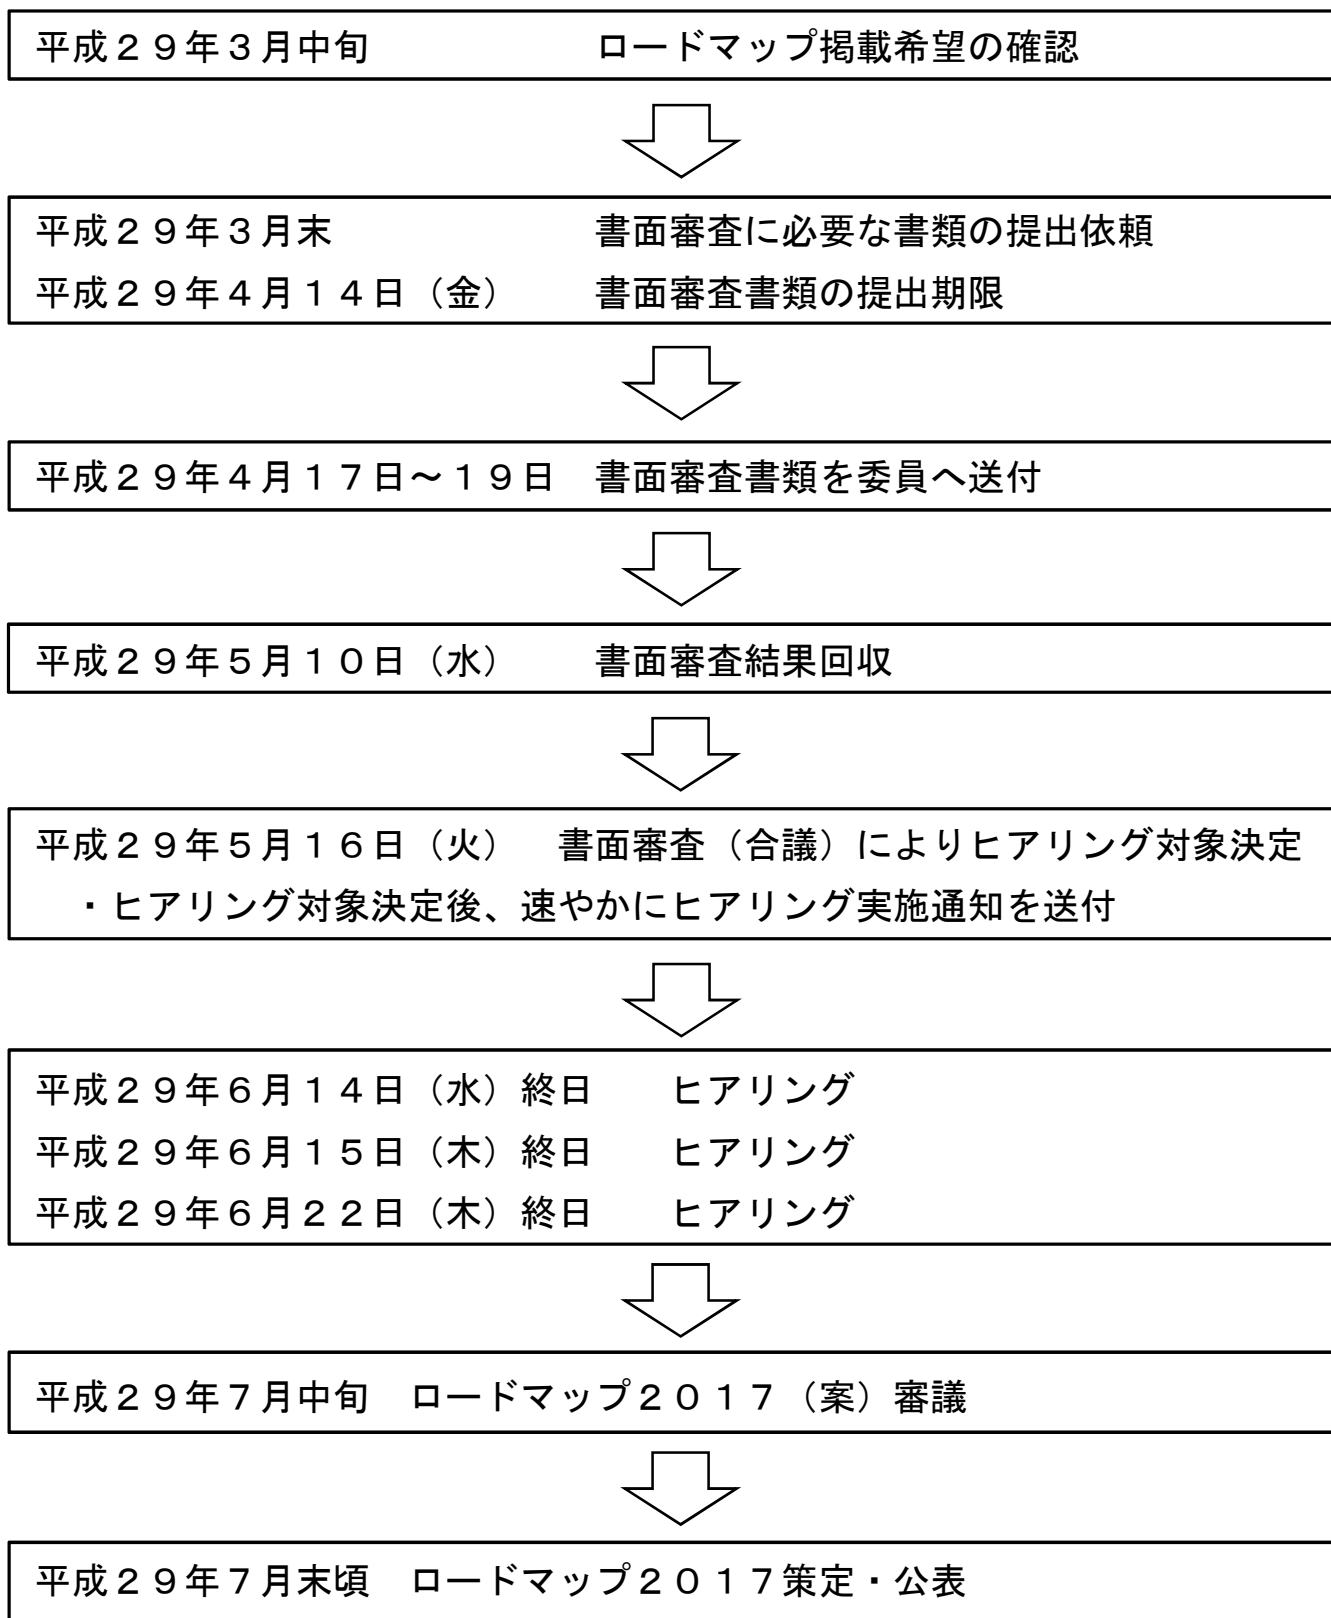 平成２９年３月中旬　　　　　　ロードマップ掲載希望の確認
平成２９年３月末　　　　　　　書面審査に必要な書類の提出依頼
平成２９年４月１４日（金）　　書面審査書類の提出期限
平成２９年４月１７日～１９日　書面審査書類を委員へ送付
平成２９年５月１０日（水）　　書面審査結果回収
平成２９年５月１６日（火）　書面審査（合議）によりヒアリング対象決定
・ヒアリング対象決定後、速やかにヒアリング実施通知を送付
平成２９年６月１４日（水）終日　　ヒアリング
平成２９年６月１５日（木）終日　　ヒアリング
平成２９年６月２２日（木）終日　　ヒアリング
平成２９年７月中旬　ロードマップ２０１７（案）審議
平成２９年７月末頃　ロードマップ２０１７策定・公表